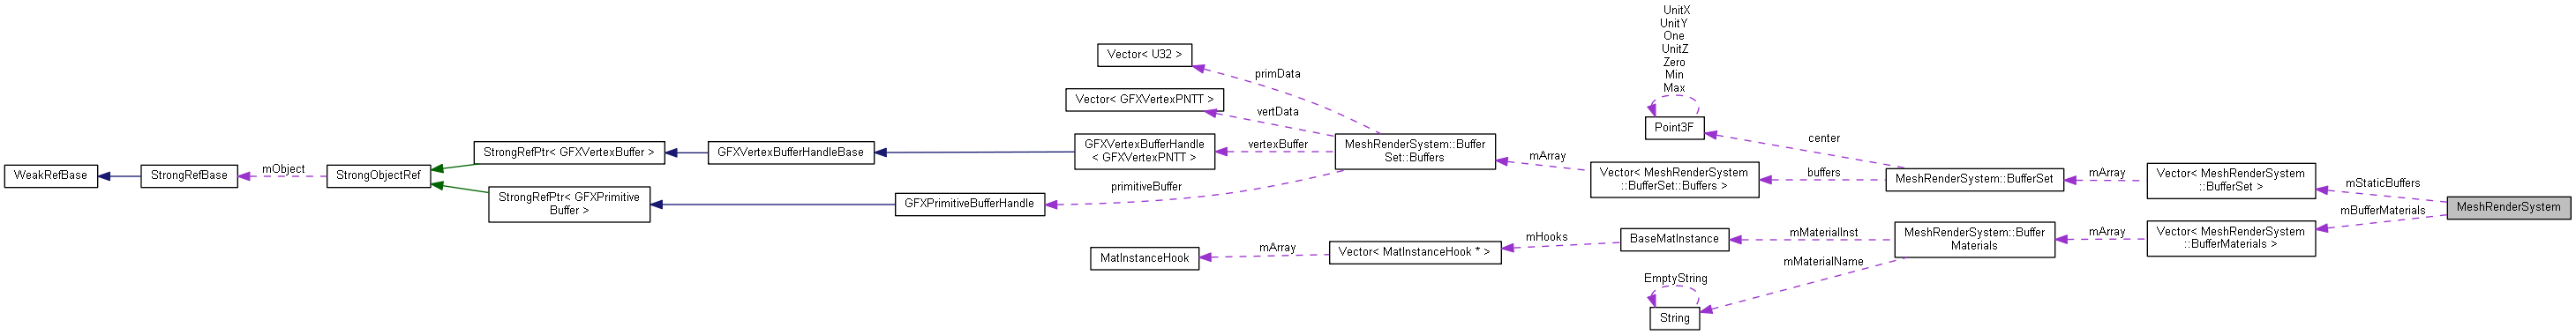 UnitX
UnitY
One
UnitZ
Zero
Min
Max
Vector< U32 >
primData
Vector< GFXVertexPNTT >
vertData
Point3F
center
WeakRefBase
StrongRefBase
mObject
StrongObjectRef
StrongRefPtr< GFXVertexBuffer >
GFXVertexBufferHandleBase
GFXVertexBufferHandle
< GFXVertexPNTT >
vertexBuffer
MeshRenderSystem::Buffer
Set::Buffers
mArray
Vector< MeshRenderSystem
::BufferSet::Buffers >
buffers
MeshRenderSystem::BufferSet
mArray
Vector< MeshRenderSystem
::BufferSet >
mStaticBuffers
StrongRefPtr< GFXPrimitive
Buffer >
GFXPrimitiveBufferHandle
primitiveBuffer
MeshRenderSystem
mBufferMaterials
MatInstanceHook
mArray
Vector< MatInstanceHook * >
mHooks
BaseMatInstance
mMaterialInst
MeshRenderSystem::Buffer
Materials
mArray
Vector< MeshRenderSystem
::BufferMaterials >
mMaterialName
EmptyString
String